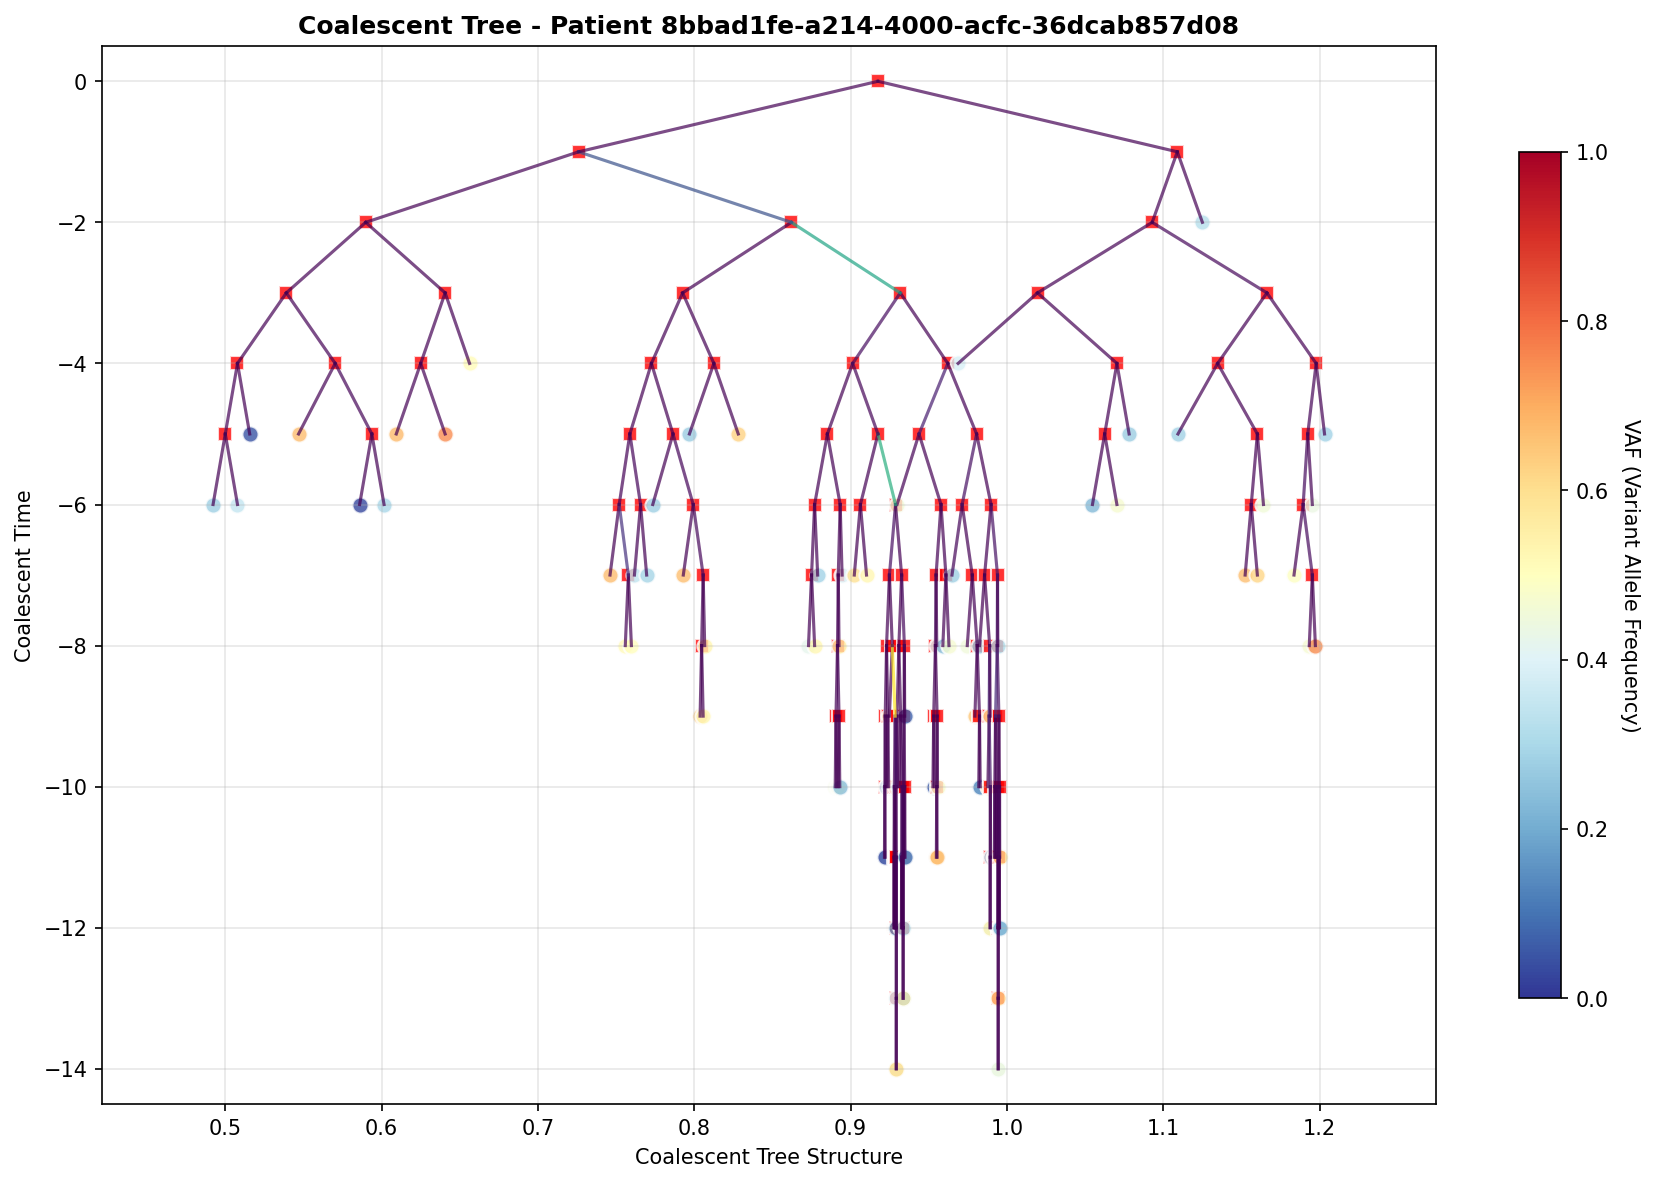 Coalescent Tree - Patient 8bbad1fe-a214-4000-acfc-36dcab857d08
0
−2
−4
−6
−8
−10
−12
−14
Coalescent Time
0.5 0.6 0.7 0.8 0.9 1.0 1.1 1.2
Coalescent Tree Structure
1.0
0.8
0.6
0.4
0.2
0.0
VAF (Variant Allele Frequency)